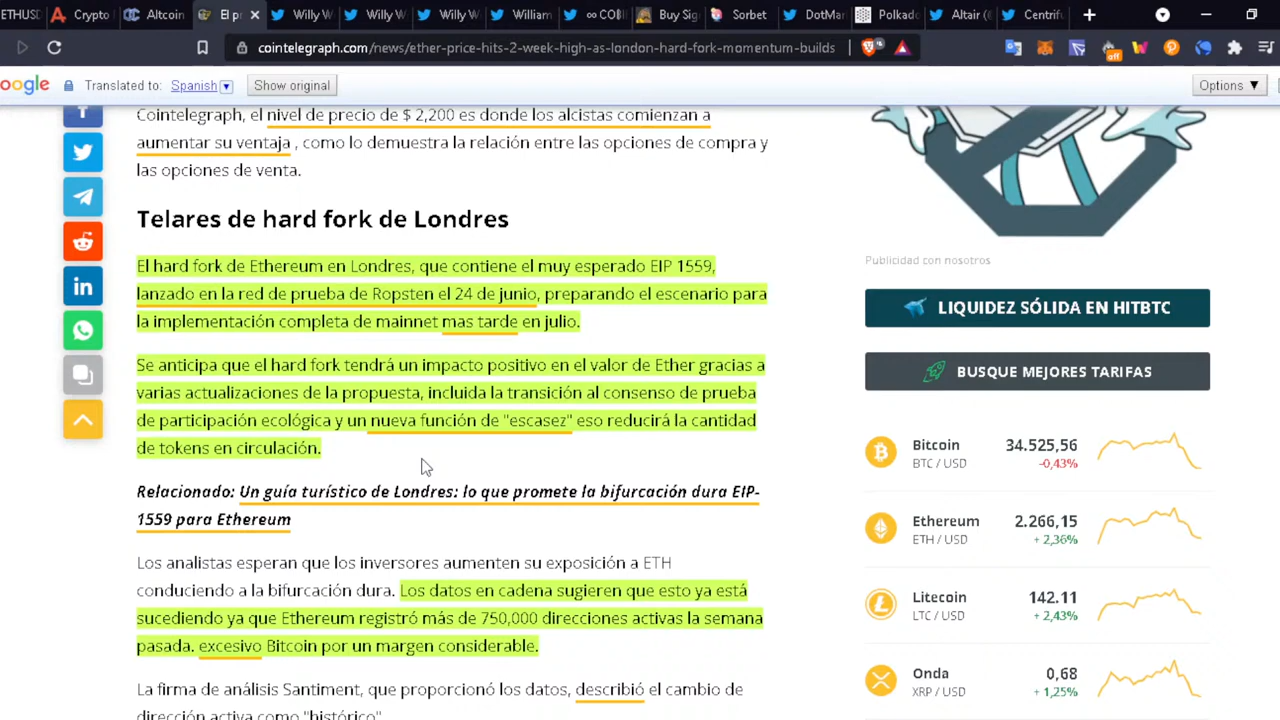 ETHUSD
Crypto
Altcoin
El pr
Willy W
Willy W
Willy W
William
∞ COBI
Buy Sig
Sorbet
DotMar
Polkado
Altair (
Centrifu
cointelegraph.com/news/ether-price-hits-2-week-high-as-london-hard-fork-momentum-builds
off
oogle
Translated to: Spanish ▼
Show original
Options ▼
Cointelegraph, el nivel de precio de $ 2,200 es donde los alcistas comienzan a
aumentar su ventaja , como lo demuestra la relación entre las opciones de compra y
las opciones de venta.
Telares de hard fork de Londres
El hard fork de Ethereum en Londres, que contiene el muy esperado EIP 1559,
lanzado en la red de prueba de Ropsten el 24 de junio, preparando el escenario para
la implementación completa de mainnet mas tarde en julio.
Se anticipa que el hard fork tendrá un impacto positivo en el valor de Ether gracias a
varias actualizaciones de la propuesta, incluida la transición al consenso de prueba
de participación ecológica y un nueva función de "escasez" eso reducirá la cantidad
de tokens en circulación.
Relacionado: Un guía turístico de Londres: lo que promete la bifurcación dura EIP-
1559 para Ethereum
Los analistas esperan que los inversores aumenten su exposición a ETH
conduciendo a la bifurcación dura. Los datos en cadena sugieren que esto ya está
sucediendo ya que Ethereum registró más de 750,000 direcciones activas la semana
pasada. excesivo Bitcoin por un margen considerable.
La firma de análisis Santiment, que proporcionó los datos, describió el cambio de
dirección activa como "histórico".
Publicidad con nosotros
LIQUIDEZ SÓLIDA EN HITBTC
BUSQUE MEJORES TARIFAS
Bitcoin 34.525,56
BTC / USD -0,43%
Ethereum 2.266,15
ETH / USD + 2,36%
Litecoin 142.11
LTC / USD + 2,43%
Onda 0,68
XRP / USD + 1,25%